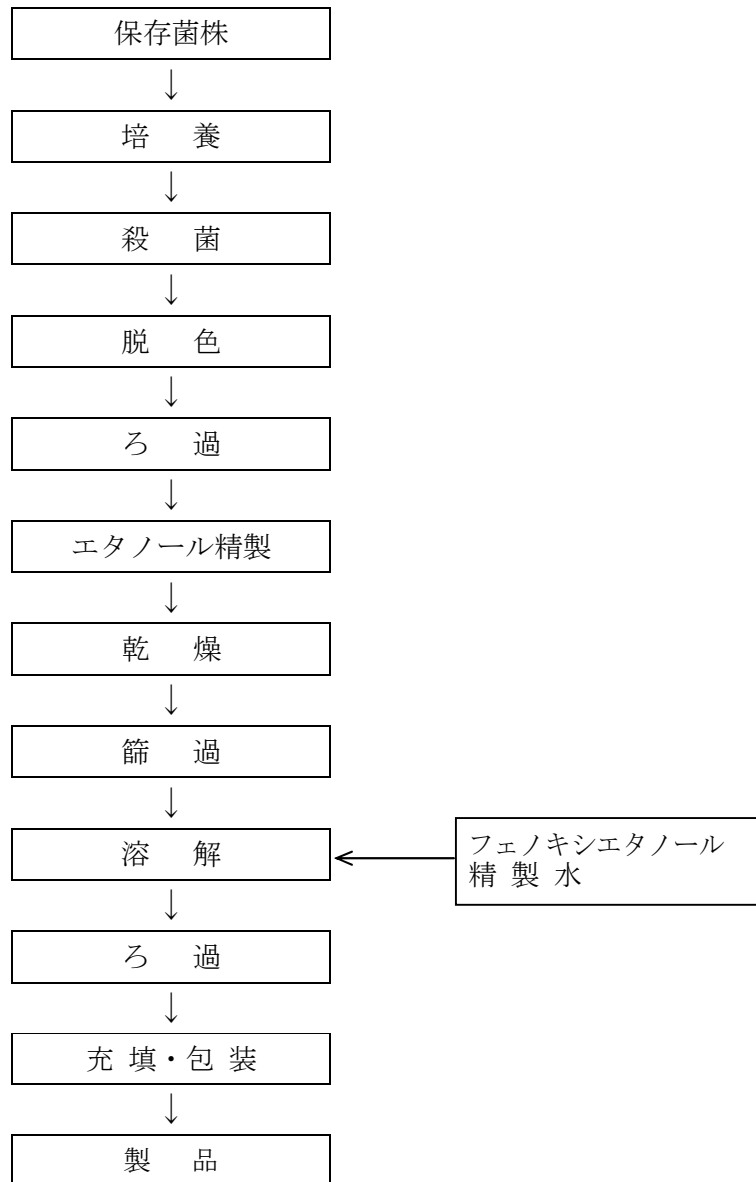 保存菌株
↓
培　養
↓
殺　菌
↓
脱　色
↓
ろ　過
↓
エタノール精製
↓
乾　燥
↓
篩　過
↓
溶　解
←
フェノキシエタノール
精 製 水
↓
ろ　過
↓
充 填・包 装
↓
製　品